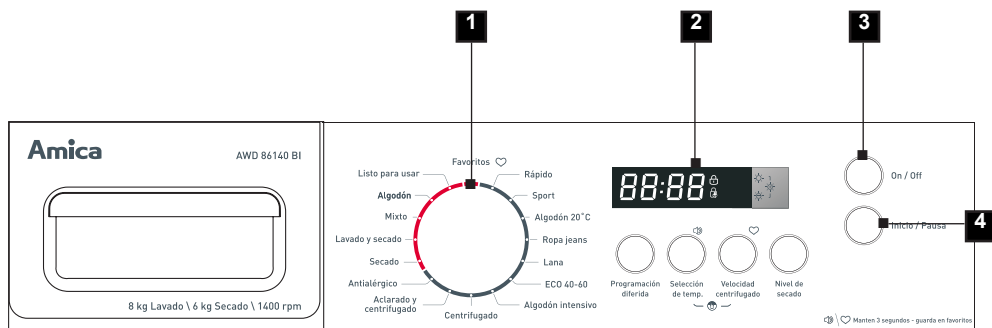 1
2
3
4
Amica
AWD 86140 BI
8 kg Lavado \ 6 kg Secado \ 1400 rpm
Favoritos
Listo para usar
Algodón
Mixto
Lavado y secado
Secado
Antialérgico
Aclarado y
centrifugado
Centrifugado
Rápido
Sport
Algodón 20°C
Ropa jeans
Lana
ECO 40-60
Algodón intensivo
88:88
Programación
diferida
Selección
de temp.
Velocidad
centrifugado
Nivel de
secado
On / Off
Inicio / Pausa
\ Manten 3 segundos - guarda en favoritos